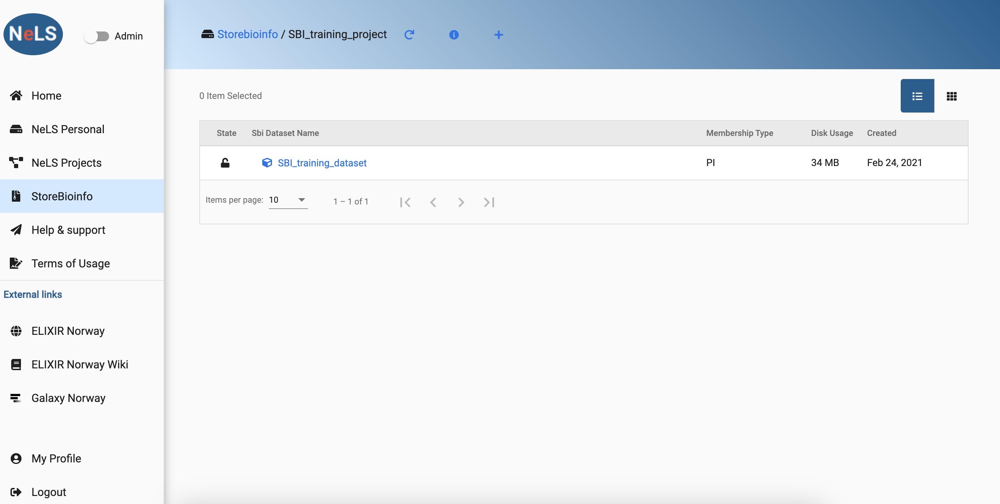 NeLS
Admin
Home
NeLS Personal
NeLS Projects
StoreBioinfo
Help & support
Terms of Usage
External links
ELIXIR Norway
ELIXIR Norway Wiki
Galaxy Norway
My Profile
Logout
Storebioinfo / SBI_training_project
0 Item Selected
State Sbi Dataset Name Membership Type Disk Usage Created
SBI_training_dataset PI 34 MB Feb 24, 2021
Items per page: 10 1 – 1 of 1